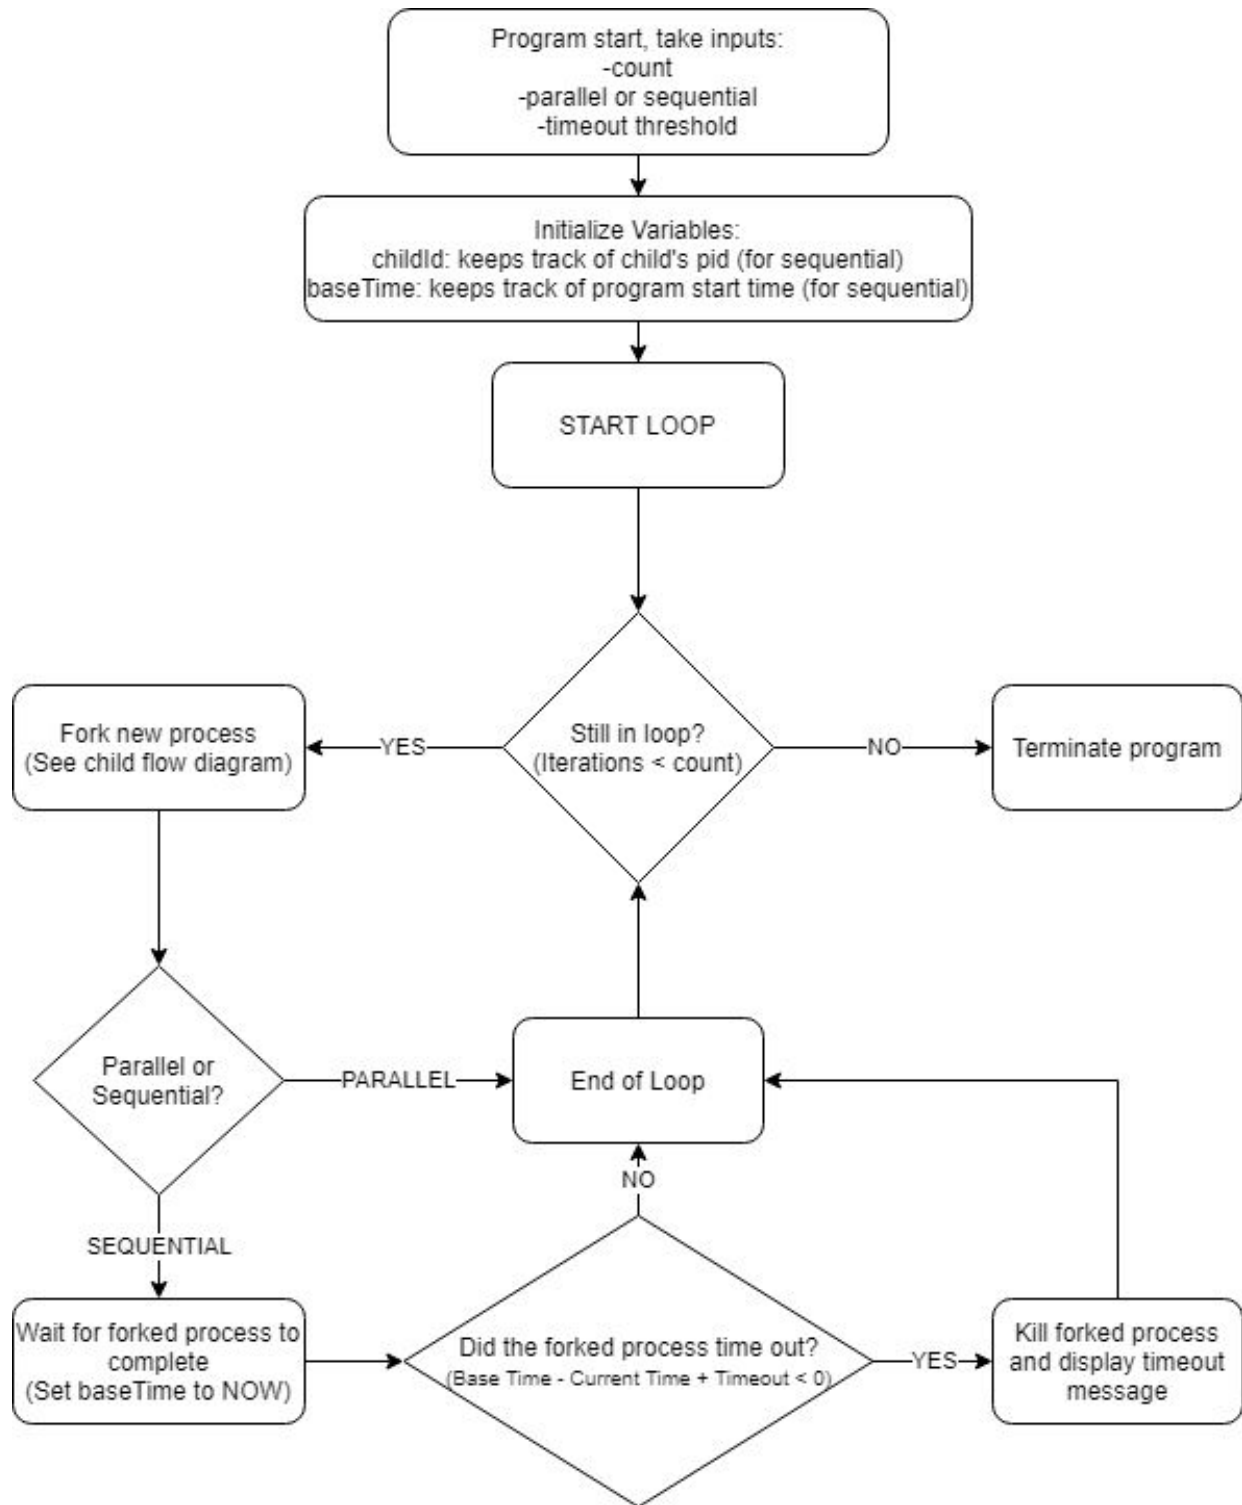 Program start, take inputs:
-count
-parallel or sequential
-timeout threshold
Initialize Variables:
childId: keeps track of child's pid (for sequential)
baseTime: keeps track of program start time (for sequential)
START LOOP
Still in loop?
(Iterations < count)
YES
NO
Fork new process
(See child flow diagram)
Terminate program
Parallel or
Sequential?
PARALLEL
End of Loop
SEQUENTIAL
NO
Wait for forked process to
complete
(Set baseTime to NOW)
Did the forked process time out?
(Base Time - Current Time + Timeout < 0)
YES
Kill forked process
and display timeout
message